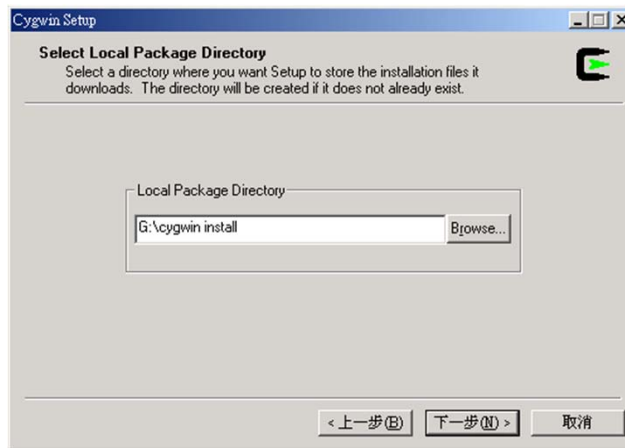 Cygwin Setup
Select Local Package Directory
Select a directory where you want Setup to store the installation files it
downloads. The directory will be created if it does not already exist.
Local Package Directory
G:\cygwin install
Browse...
< 上一步(B) 下一步(N) > 取消